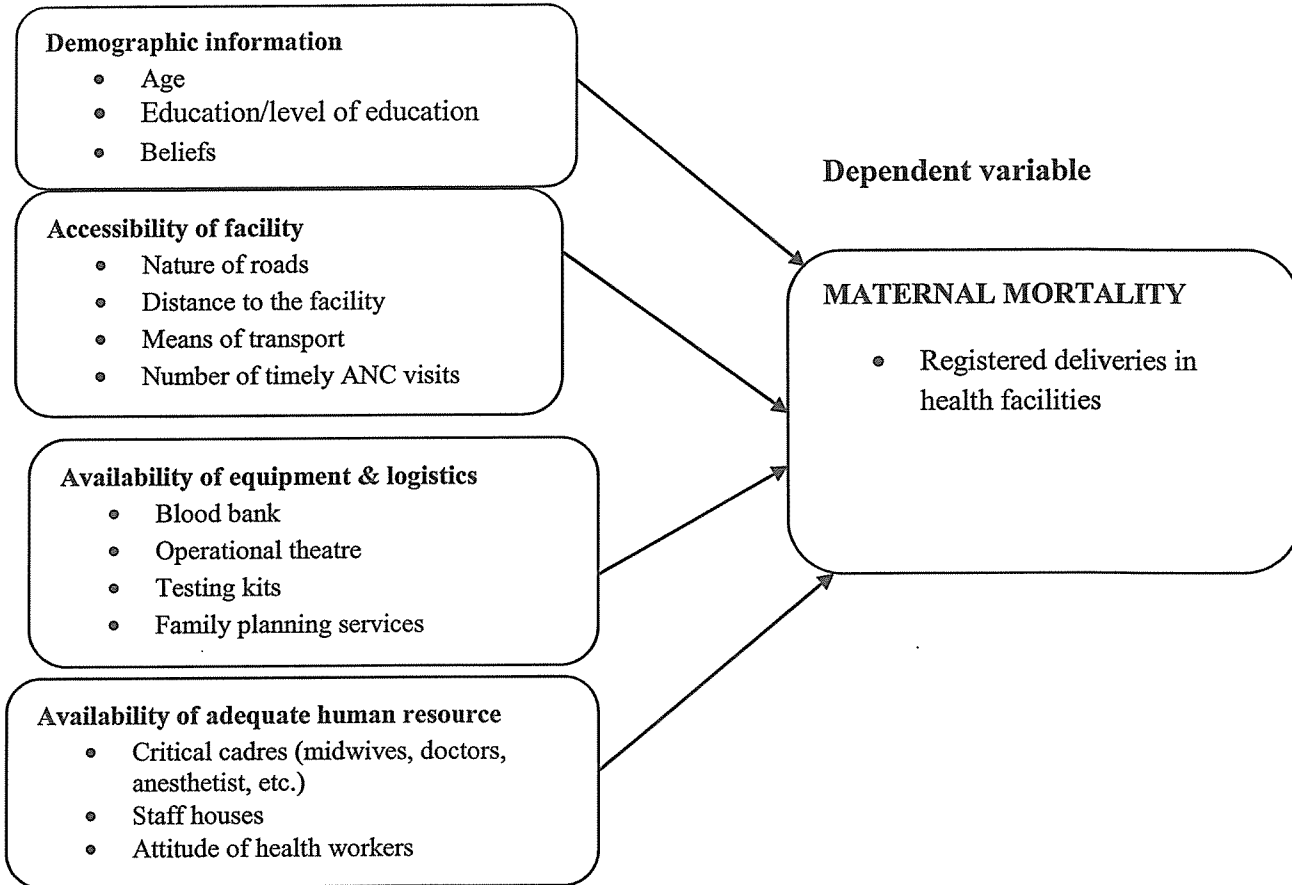 Demographic information
• Age
• Education/level of education
• Beliefs
Accessibility of facility
• Nature of roads
• Distance to the facility
• Means of transport
• Number of timely ANC visits
Availability of equipment & logistics
• Blood bank
• Operational theatre
• Testing kits
• Family planning services
Availability of adequate human resource
• Critical cadres (midwives, doctors,
anesthetist, etc.)
• Staff houses
• Attitude of health workers
Dependent variable
MATERNAL MORTALITY
• Registered deliveries in
health facilities